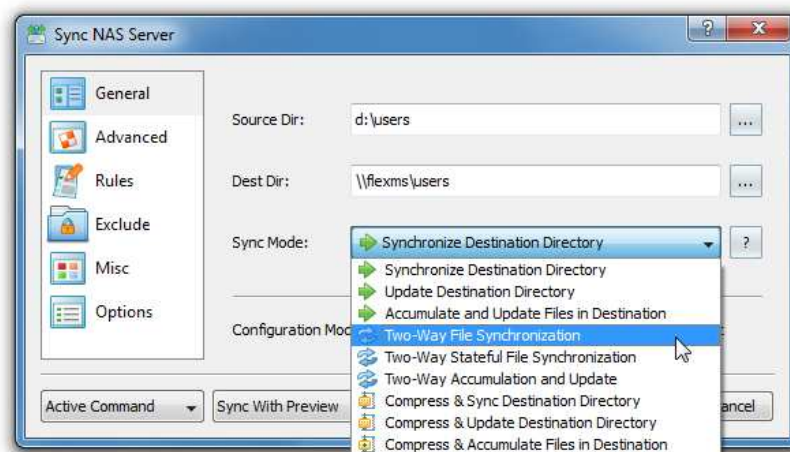 Sync NAS Server
?
X
General
Advanced
Rules
Exclude
Misc
Options
Source Dir:
d:\users
...
Dest Dir:
\\flexms\users
...
Sync Mode:
Synchronize Destination Directory
?
Synchronize Destination Directory
Update Destination Directory
Accumulate and Update Files in Destination
Two-Way File Synchronization
Two-Way Stateful File Synchronization
Two-Way Accumulation and Update
Compress & Sync Destination Directory
Compress & Update Destination Directory
Compress & Accumulate Files in Destination
Configuration
Active Command
Sync With Preview